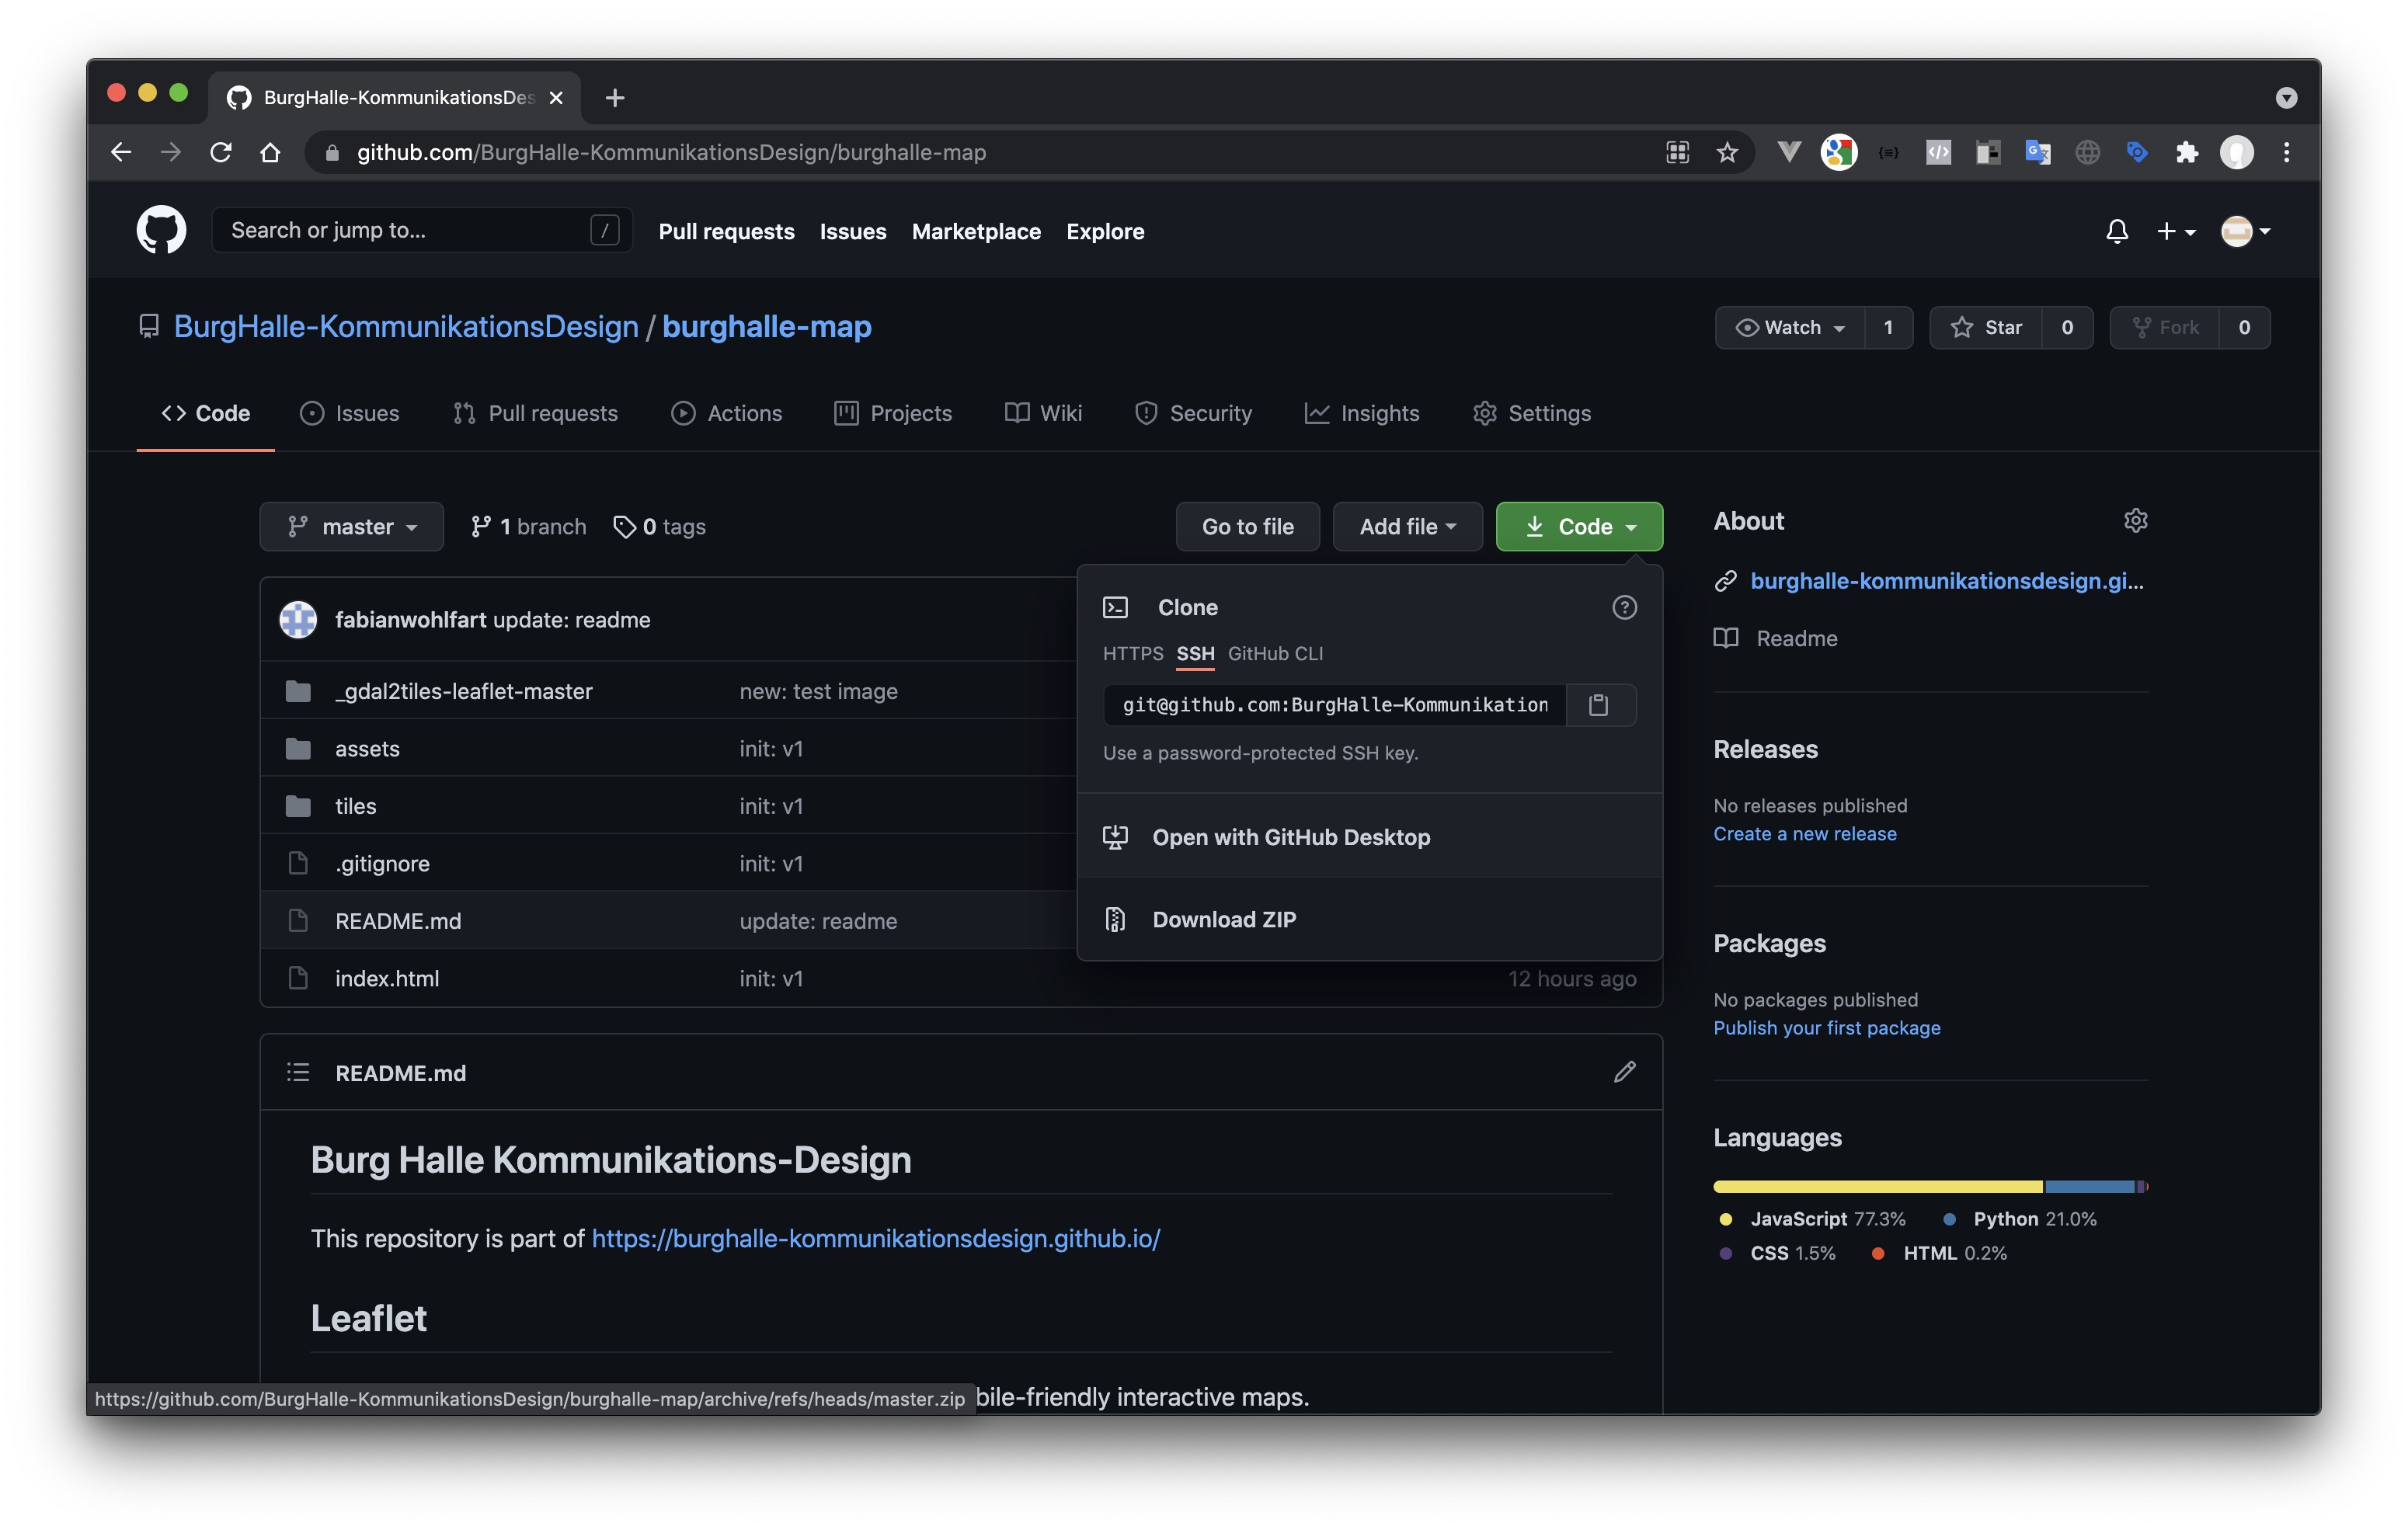 BurgHalle-KommunikationsDes
github.com/BurgHalle-KommunikationsDesign/burghalle-map
Search or jump to... /
Pull requests Issues Marketplace Explore
BurgHalle-KommunikationsDesign / burghalle-map
Watch 1 Star 0 Fork 0
Code Issues Pull requests Actions Projects Wiki Security Insights Settings
master 1 branch 0 tags Go to file Add file Code
fabianwohlfart update: readme
_gdal2tiles-leaflet-master new: test image
assets init: v1
tiles init: v1
.gitignore init: v1
README.md update: readme
index.html init: v1 12 hours ago
Clone
HTTPS SSH GitHub CLI
git@github.com:BurgHalle-Kommunikation
Use a password-protected SSH key.
Open with GitHub Desktop
Download ZIP
README.md
Burg Halle Kommunikations-Design
This repository is part of https://burghalle-kommunikationsdesign.github.io/
Leaflet
bile-friendly interactive maps.
https://github.com/BurgHalle-KommunikationsDesign/burghalle-map/archive/refs/heads/master.zip
About
burghalle-kommunikationsdesign.gi...
Readme
Releases
No releases published
Create a new release
Packages
No packages published
Publish your first package
Languages
JavaScript 77.3% Python 21.0%
CSS 1.5% HTML 0.2%